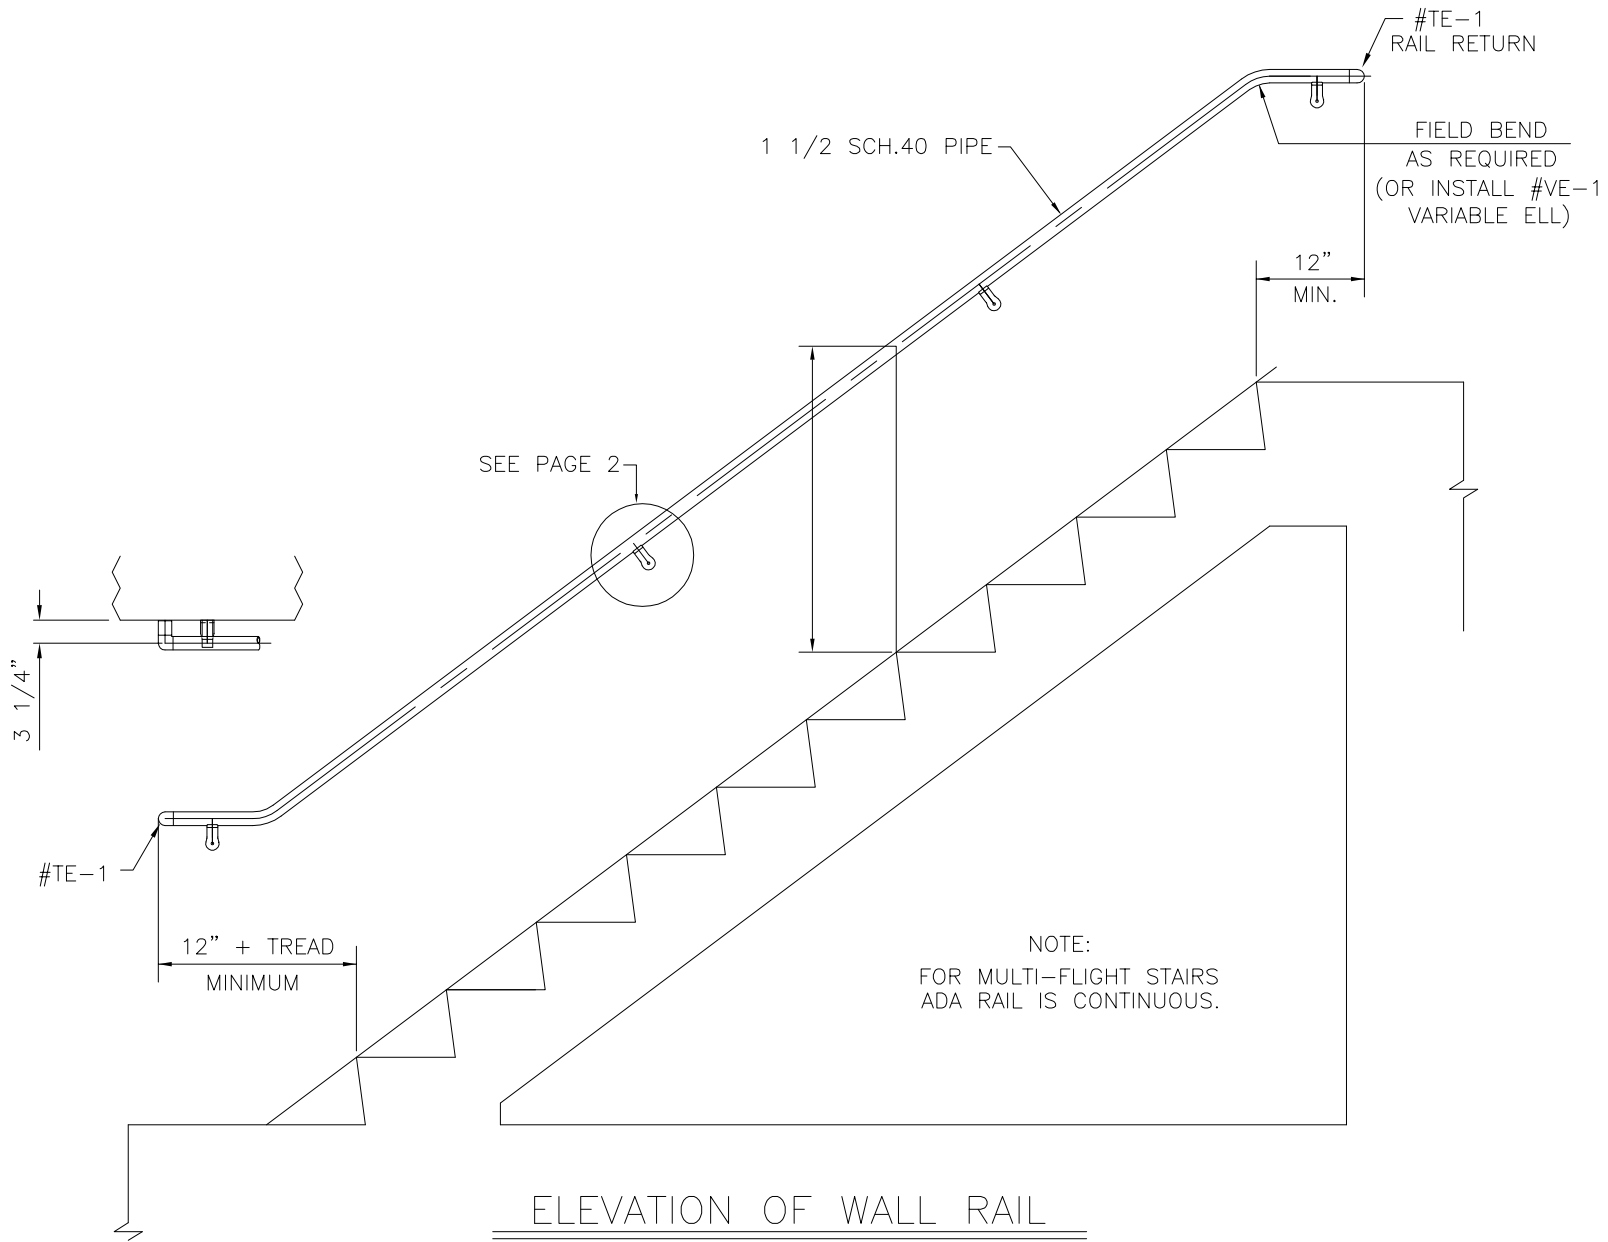 #TE-1
RAIL RETURN
1 1/2 SCH.40 PIPE
FIELD BEND
AS REQUIRED
(OR INSTALL #VE-1
VARIABLE ELL)
12"
MIN.
SEE PAGE 2
3 1/4"
#TE-1
12" + TREAD
MINIMUM
NOTE:
FOR MULTI-FLIGHT STAIRS
ADA RAIL IS CONTINUOUS.
ELEVATION OF WALL RAIL